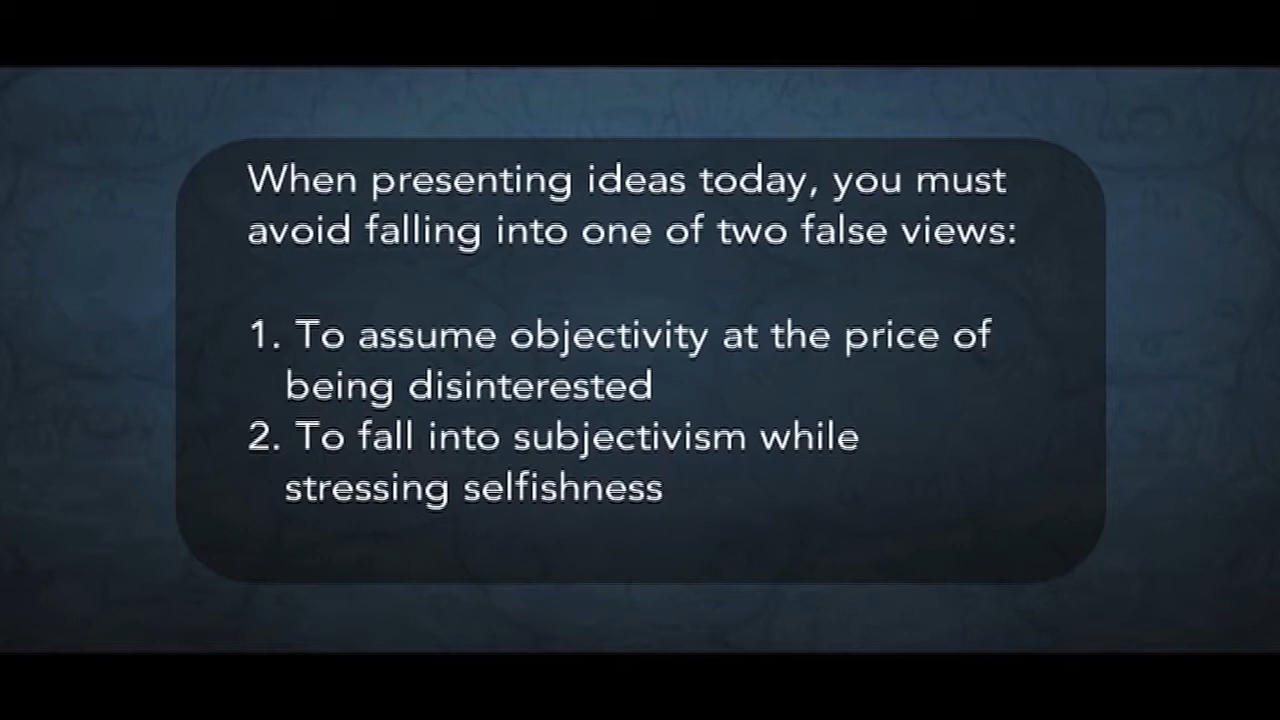 When presenting ideas today, you must
avoid falling into one of two false views:
1. To assume objectivity at the price of
being disinterested
2. To fall into subjectivism while
stressing selfishness